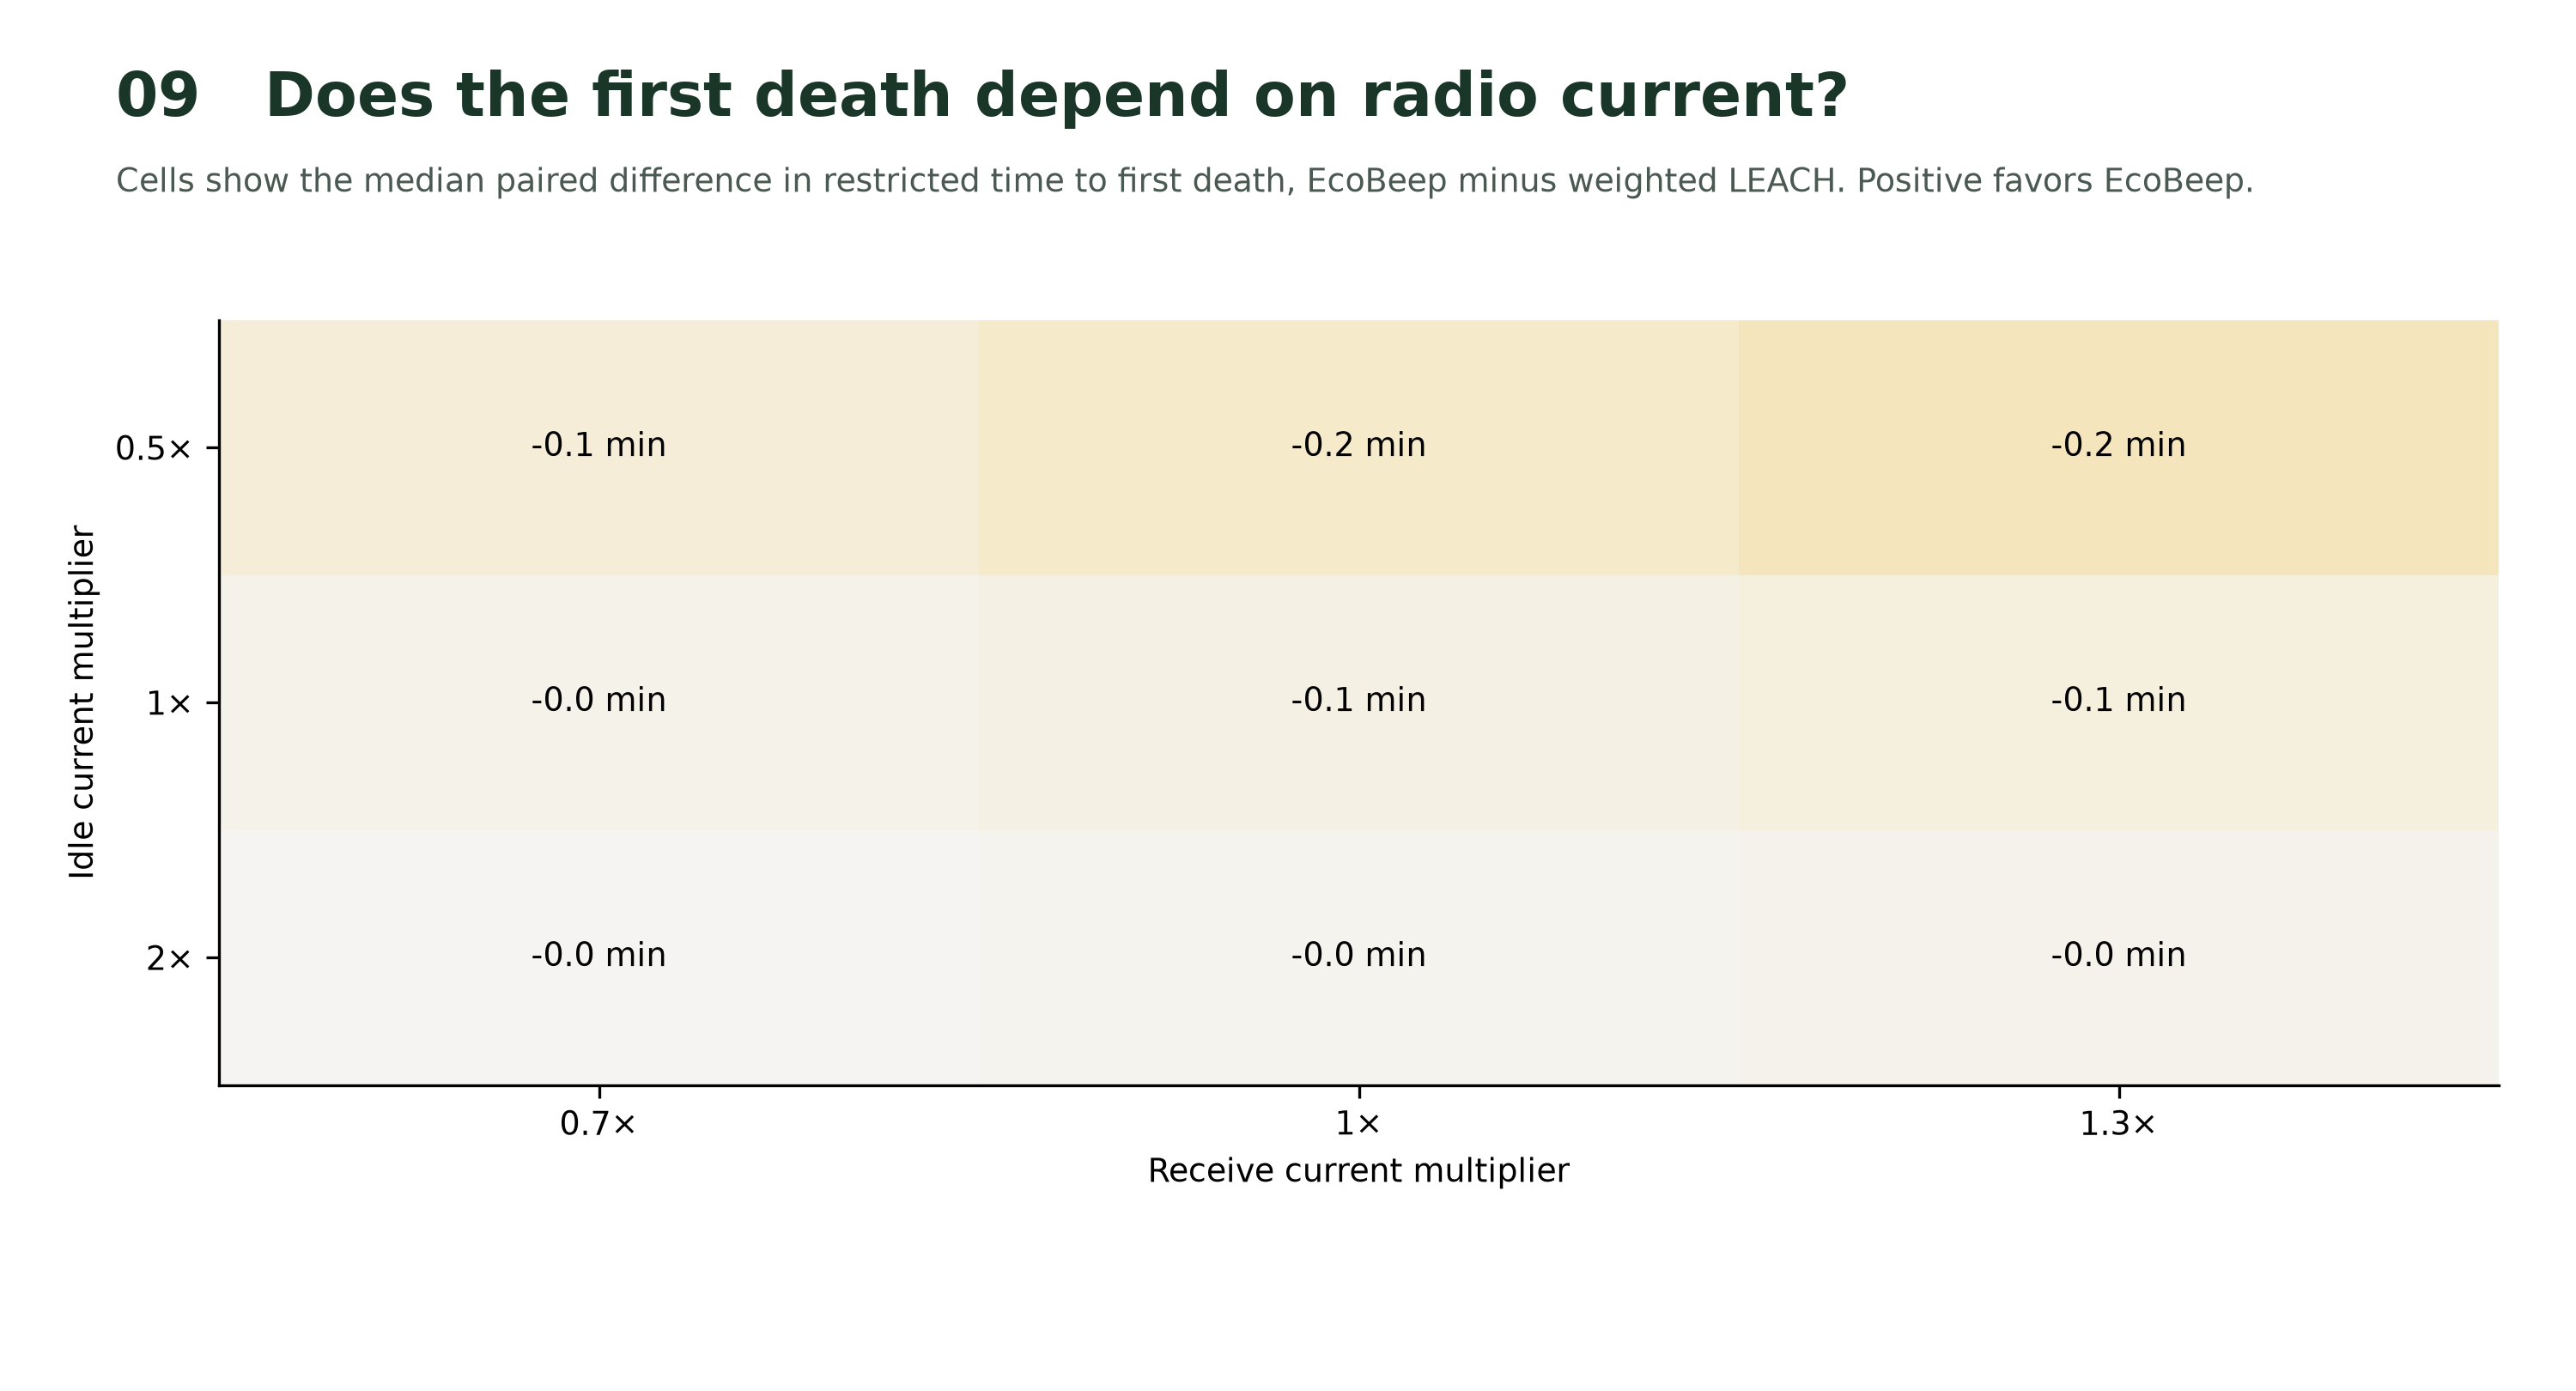 09 Does the first death depend on radio current?
Cells show the median paired difference in restricted time to first death, EcoBeep minus weighted LEACH. Positive favors EcoBeep.
Idle current multiplier
0.5× -0.1 min -0.2 min -0.2 min
1× -0.0 min -0.1 min -0.1 min
2× -0.0 min -0.0 min -0.0 min
0.7× 1× 1.3×
Receive current multiplier